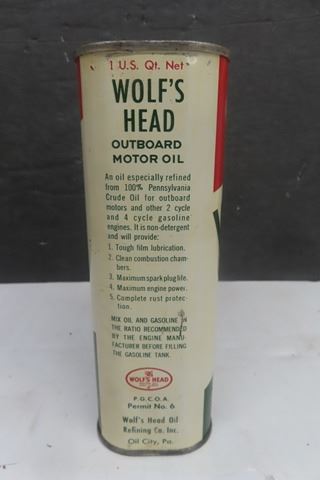 1 U.S. Qt. Net
WOLF'S
HEAD
OUTBOARD
MOTOR OIL
An oil especially refined
from 100% Pennsylvania
Crude Oil for outboard
motors and other 2 cycle
and 4 cycle gasoline
engines. It is non-detergent
and will provide:
1. Tough film lubrication.
2. Clean combustion cham-
bers.
3. Maximum spark plug life.
4. Maximum engine power.
5. Complete rust protec-
tion.
MIX OIL AND GASOLINE IN
THE RATIO RECOMMENDED
BY THE ENGINE MANU-
FACTURER BEFORE FILLING
THE GASOLINE TANK.
WOLF'S HEAD
P.G.C.O.A.
Permit No. 6
Wolf's Head Oil
Refining Co. Inc.
Oil City, Pa.